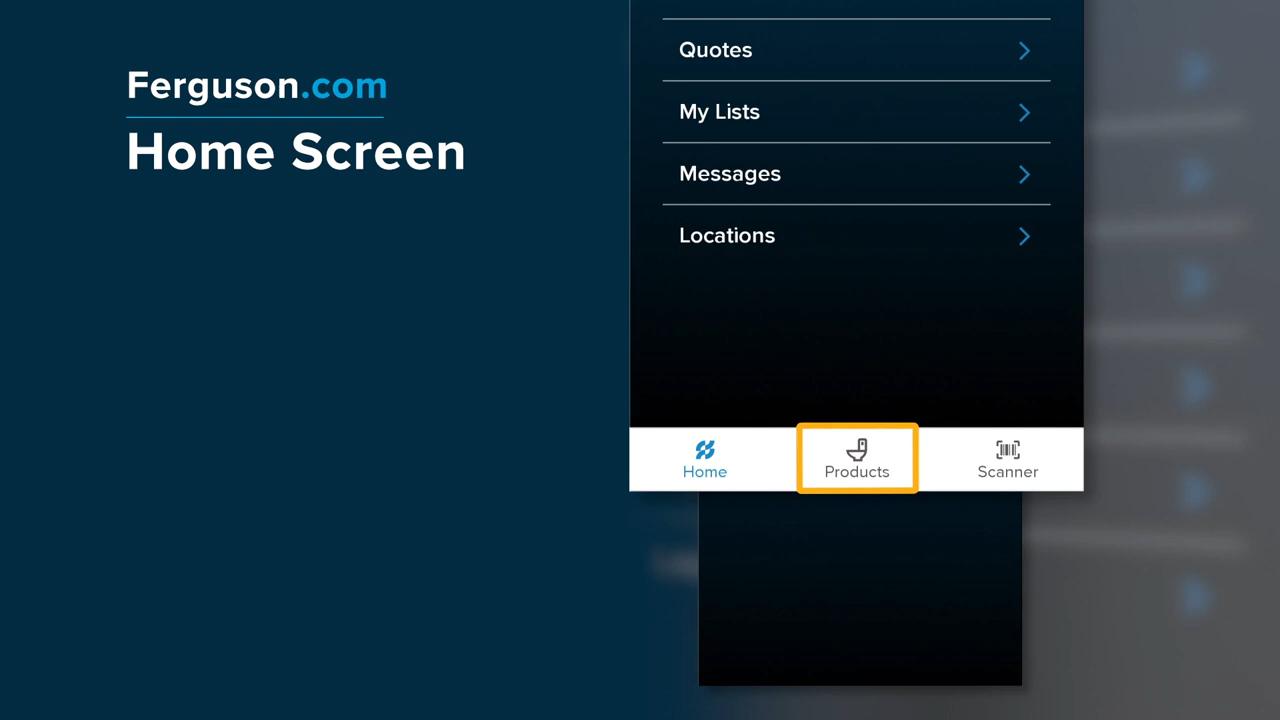 Ferguson.com
Home Screen
Quotes
My Lists
Messages
Locations
Home
Products
Scanner